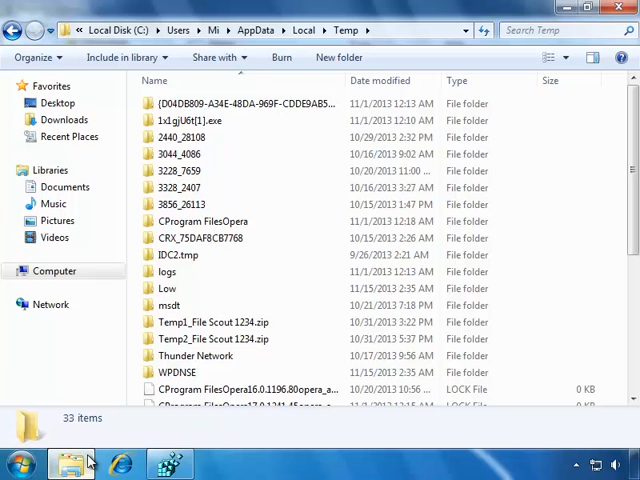 « Local Disk (C:) ▸ Users ▸ Mi ▸ AppData ▸ Local ▸ Temp ▸ Search Temp
Organize ▾ Include in library ▾ Share with ▾ Burn New folder
Name Date modified Type Size
Favorites
Desktop
Downloads
Recent Places
Libraries
Documents
Music
Pictures
Videos
Computer
Network
{D04DB809-A34E-48DA-969F-CDDE9AB5... 11/1/2013 12:13 AM File folder
1x1gjU6t[1].exe 11/1/2013 12:10 AM File folder
2440_28108 10/29/2013 2:32 PM File folder
3044_4086 10/16/2013 9:02 AM File folder
3228_7659 10/20/2013 11:00 ... File folder
3328_2407 10/16/2013 3:27 AM File folder
3856_26113 10/15/2013 1:47 PM File folder
CProgram FilesOpera 11/1/2013 12:18 AM File folder
CRX_75DAF8CB7768 10/15/2013 2:26 AM File folder
IDC2.tmp 9/26/2013 2:21 AM File folder
logs 11/1/2013 12:13 AM File folder
Low 11/15/2013 2:35 AM File folder
msdt 10/21/2013 7:18 PM File folder
Temp1_File Scout 1234.zip 10/31/2013 3:22 PM File folder
Temp2_File Scout 1234.zip 10/31/2013 5:37 PM File folder
Thunder Network 10/17/2013 9:56 AM File folder
WPDNSE 11/15/2013 2:35 AM File folder
CProgram FilesOpera16.0.1196.80opera_a... 10/20/2013 10:56 ... LOCK File 0 KB
33 items